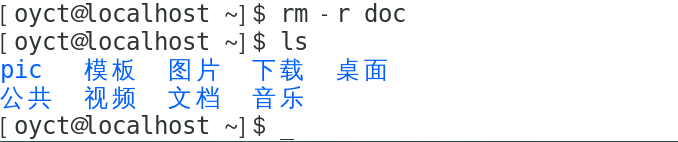 [oyct@localhost ~]$ rm -r doc
[oyct@localhost ~]$ ls
pic 模板 图片 下载 桌面
公共 视频 文档 音乐
[oyct@localhost ~]$ _